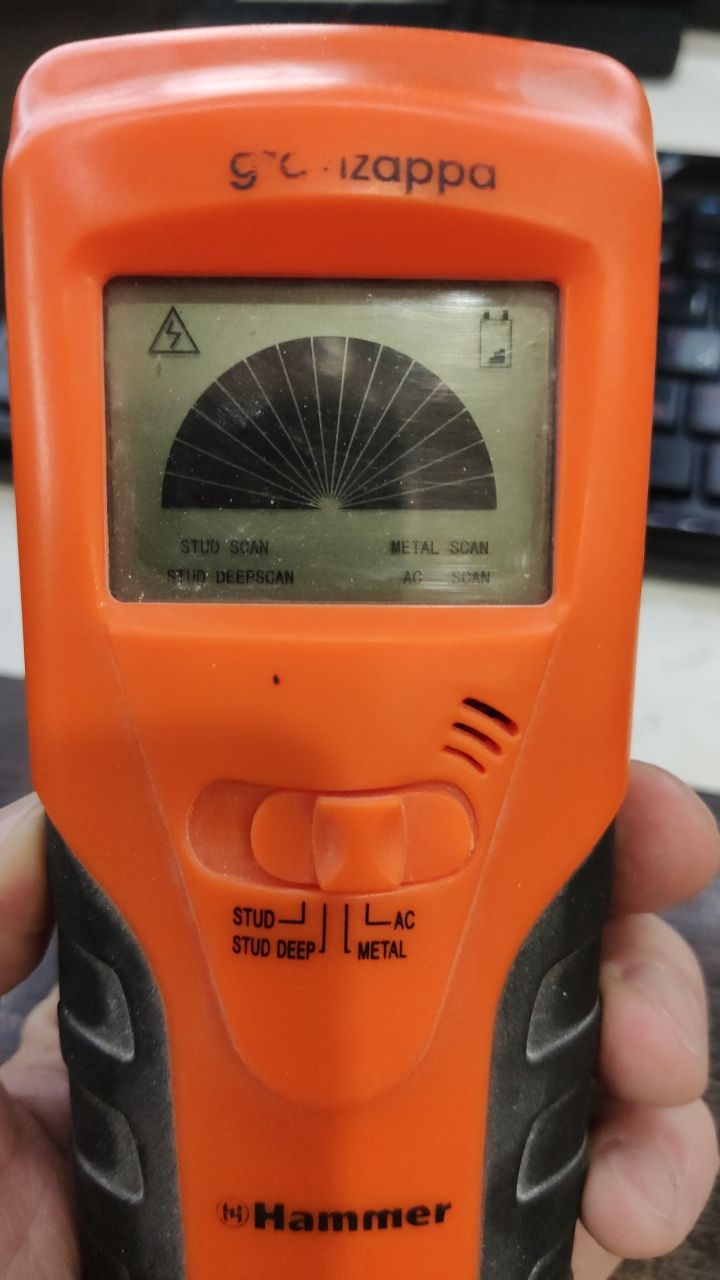 STUD SCAN
METAL SCAN
STUD DEEPSCAN
AC SCAN
STUD
AC
STUD DEEP
METAL
Hammer